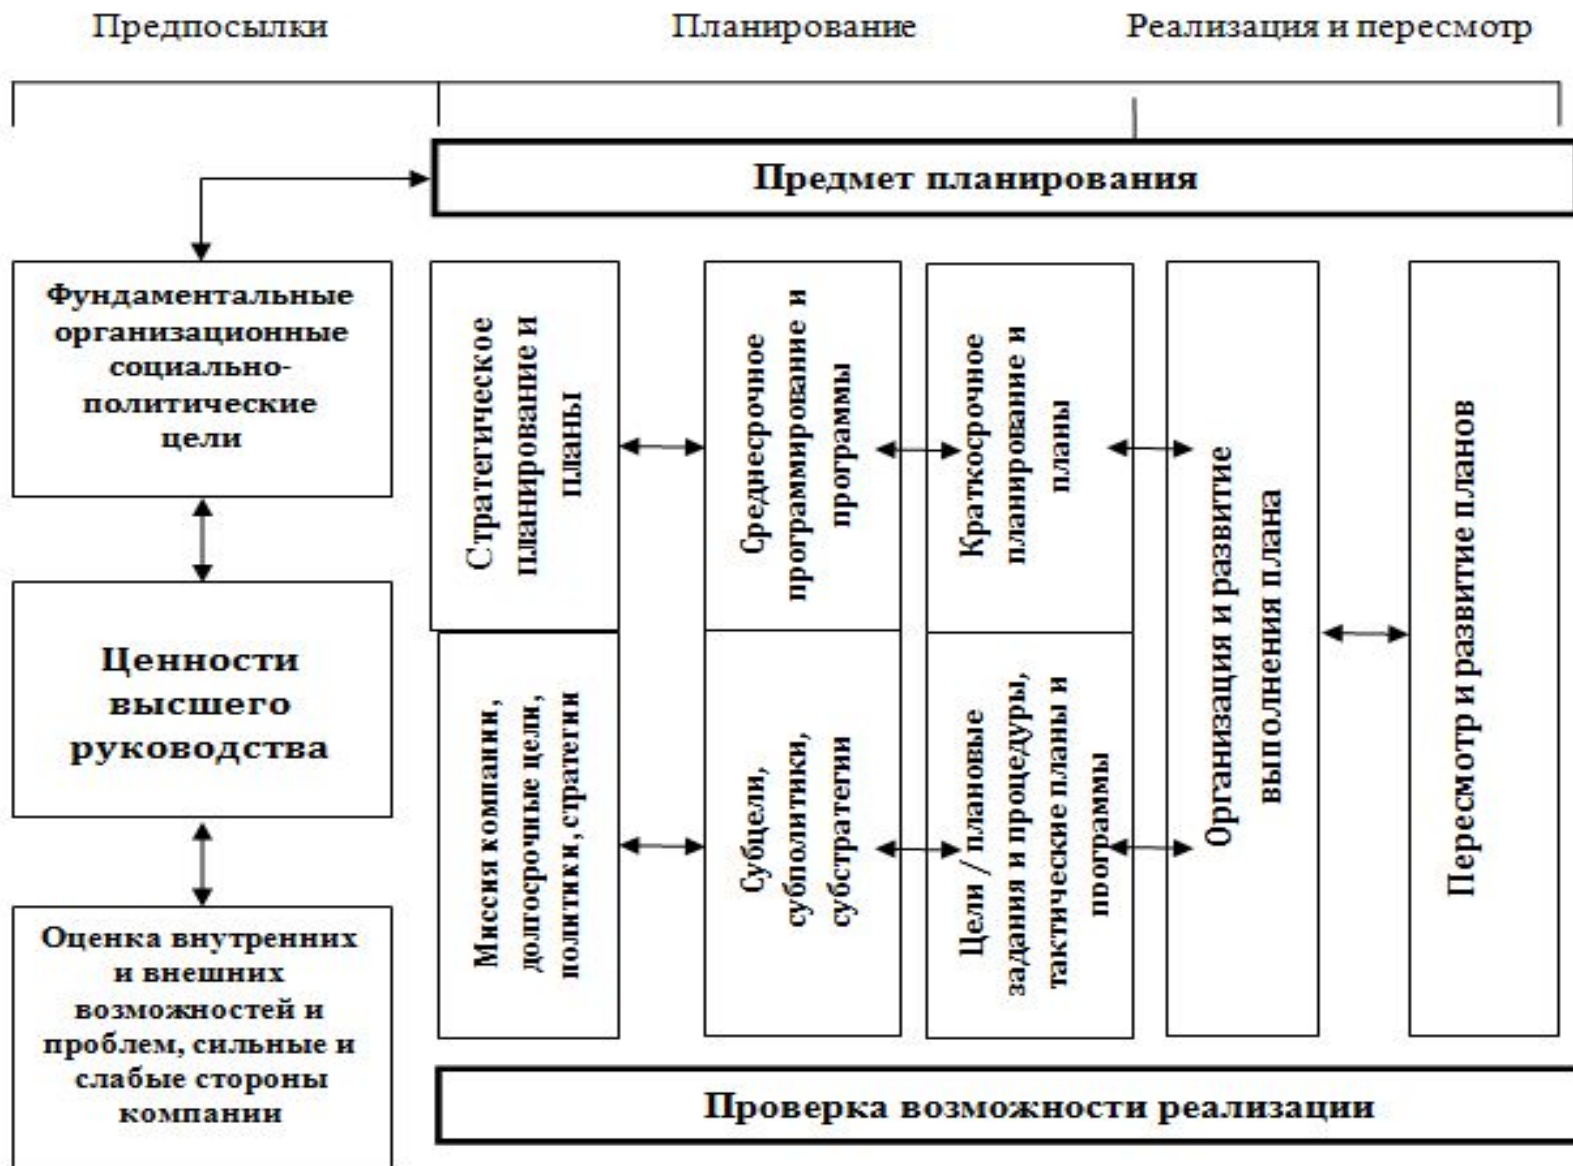 Предпосылки
Планирование
Реализация и пересмотр
Предмет планирования
Фундаментальные
организационные
социально-
политические
цели
Ценности
высшего
руководства
Оценка внутренних
и внешних
возможностей и
проблем, сильные и
слабые стороны
компании
Стратегическое
планирование и
планы
Миссия компании,
долгосрочные цели,
политики, стратегии
Среднесрочное
программирование и
программы
Субцели,
субполитики,
субстратегии
Краткосрочное
планирование и
планы
Цели / плановые
задания и процедуры,
тактические планы и
программы
Организация и развитие
выполнения плана
Пересмотр и развитие планов
Проверка возможности реализации